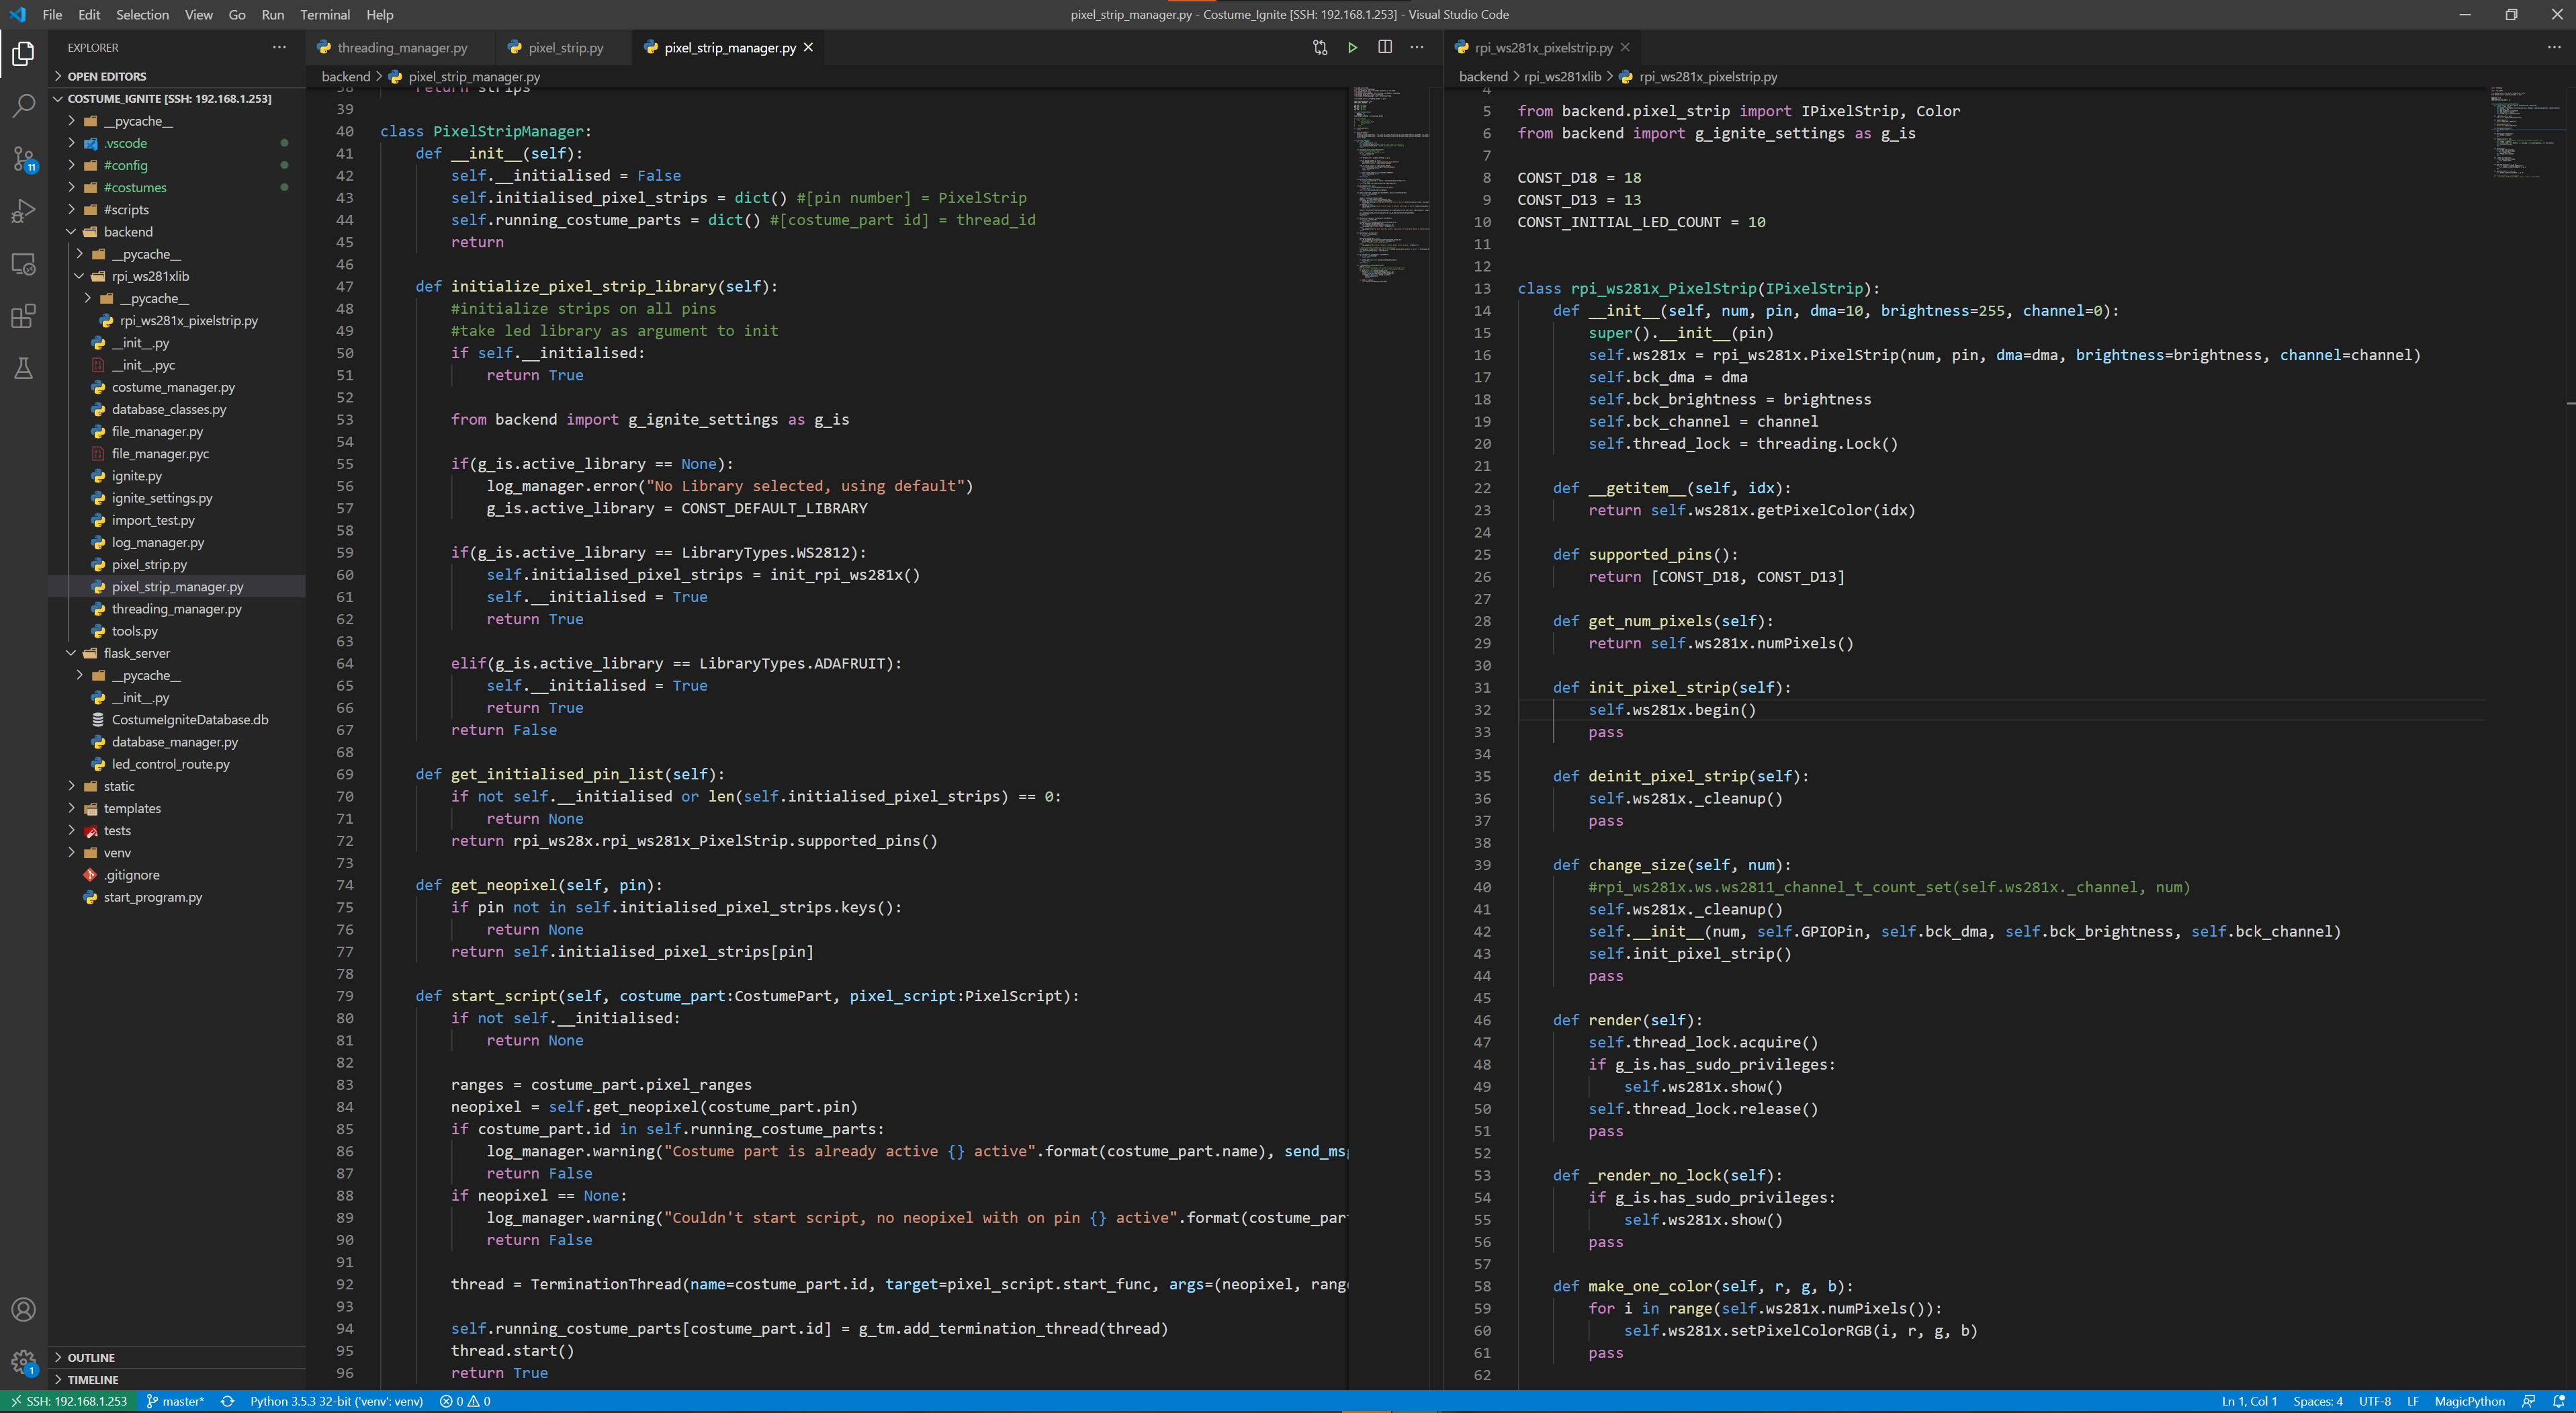 File Edit Selection View Go Run Terminal Help
pixel_strip_manager.py - Costume_Ignite [SSH: 192.168.1.253] - Visual Studio Code
EXPLORER
OPEN EDITORS
COSTUME_IGNITE [SSH: 192.168.1.253]
__pycache__
.vscode
#config
#costumes
#scripts
backend
__pycache__
rpi_ws281xlib
__pycache__
rpi_ws281x_pixelstrip.py
__init__.py
__init__.pyc
costume_manager.py
database_classes.py
file_manager.py
file_manager.pyc
ignite.py
ignite_settings.py
import_test.py
log_manager.py
pixel_strip.py
pixel_strip_manager.py
threading_manager.py
tools.py
flask_server
__pycache__
__init__.py
CostumeIgniteDatabase.db
database_manager.py
led_control_route.py
static
templates
tests
venv
.gitignore
start_program.py
OUTLINE
TIMELINE
11
1
threading_manager.py pixel_strip.py pixel_strip_manager.py
backend > pixel_strip_manager.py
38 return strips
39
40 class PixelStripManager:
41 def __init__(self):
42 self.__initialised = False
43 self.initialised_pixel_strips = dict() #[pin number] = PixelStrip
44 self.running_costume_parts = dict() #[costume_part id] = thread_id
45 return
46
47 def initialize_pixel_strip_library(self):
48 #initialize strips on all pins
49 #take led library as argument to init
50 if self.__initialised:
51 return True
52
53 from backend import g_ignite_settings as g_is
54
55 if(g_is.active_library == None):
56 log_manager.error("No Library selected, using default")
57 g_is.active_library = CONST_DEFAULT_LIBRARY
58
59 if(g_is.active_library == LibraryTypes.WS2812):
60 self.initialised_pixel_strips = init_rpi_ws281x()
61 self.__initialised = True
62 return True
63
64 elif(g_is.active_library == LibraryTypes.ADAFRUIT):
65 self.__initialised = True
66 return True
67 return False
68
69 def get_initialised_pin_list(self):
70 if not self.__initialised or len(self.initialised_pixel_strips) == 0:
71 return None
72 return rpi_ws28x.rpi_ws281x_PixelStrip.supported_pins()
73
74 def get_neopixel(self, pin):
75 if pin not in self.initialised_pixel_strips.keys():
76 return None
77 return self.initialised_pixel_strips[pin]
78
79 def start_script(self, costume_part:CostumePart, pixel_script:PixelScript):
80 if not self.__initialised:
81 return None
82
83 ranges = costume_part.pixel_ranges
84 neopixel = self.get_neopixel(costume_part.pin)
85 if costume_part.id in self.running_costume_parts:
86 log_manager.warning("Costume part is already active {} active".format(costume_part.name), send_ms
87 return False
88 if neopixel == None:
89 log_manager.warning("Couldn't start script, no neopixel with on pin {} active".format(costume_par
90 return False
91
92 thread = TerminationThread(name=costume_part.id, target=pixel_script.start_func, args=(neopixel, rang
93
94 self.running_costume_parts[costume_part.id] = g_tm.add_termination_thread(thread)
95 thread.start()
96 return True
rpi_ws281x_pixelstrip.py
backend > rpi_ws281xlib > rpi_ws281x_pixelstrip.py
4
5 from backend.pixel_strip import IPixelStrip, Color
6 from backend import g_ignite_settings as g_is
7
8 CONST_D18 = 18
9 CONST_D13 = 13
10 CONST_INITIAL_LED_COUNT = 10
11
12
13 class rpi_ws281x_PixelStrip(IPixelStrip):
14 def __init__(self, num, pin, dma=10, brightness=255, channel=0):
15 super().__init__(pin)
16 self.ws281x = rpi_ws281x.PixelStrip(num, pin, dma=dma, brightness=brightness, channel=channel)
17 self.bck_dma = dma
18 self.bck_brightness = brightness
19 self.bck_channel = channel
20 self.thread_lock = threading.Lock()
21
22 def __getitem__(self, idx):
23 return self.ws281x.getPixelColor(idx)
24
25 def supported_pins():
26 return [CONST_D18, CONST_D13]
27
28 def get_num_pixels(self):
29 return self.ws281x.numPixels()
30
31 def init_pixel_strip(self):
32 self.ws281x.begin()
33 pass
34
35 def deinit_pixel_strip(self):
36 self.ws281x._cleanup()
37 pass
38
39 def change_size(self, num):
40 #rpi_ws281x.ws.ws2811_channel_t_count_set(self.ws281x._channel, num)
41 self.ws281x._cleanup()
42 self.__init__(num, self.GPIOPin, self.bck_dma, self.bck_brightness, self.bck_channel)
43 self.init_pixel_strip()
44 pass
45
46 def render(self):
47 self.thread_lock.acquire()
48 if g_is.has_sudo_privileges:
49 self.ws281x.show()
50 self.thread_lock.release()
51 pass
52
53 def _render_no_lock(self):
54 if g_is.has_sudo_privileges:
55 self.ws281x.show()
56 pass
57
58 def make_one_color(self, r, g, b):
59 for i in range(self.ws281x.numPixels()):
60 self.ws281x.setPixelColorRGB(i, r, g, b)
61 pass
62
SSH: 192.168.1.253 master* Python 3.5.3 32-bit ('venv': venv) 0 0
Ln 1, Col 1 Spaces: 4 UTF-8 LF MagicPython